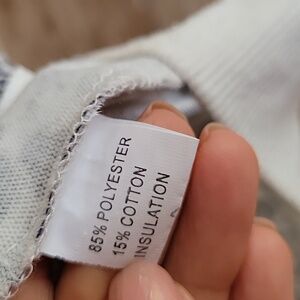 85% POLYESTER
15% COTTON
INSULATION